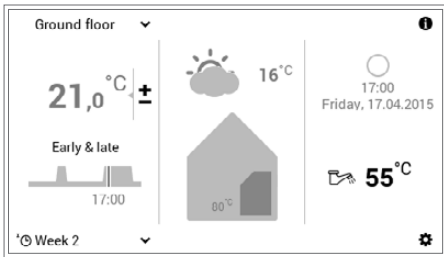 Ground floor
21,0 °C ±
Early & late
17:00
Week 2
16 °C
80 °C
17:00
Friday, 17.04.2015
55 °C